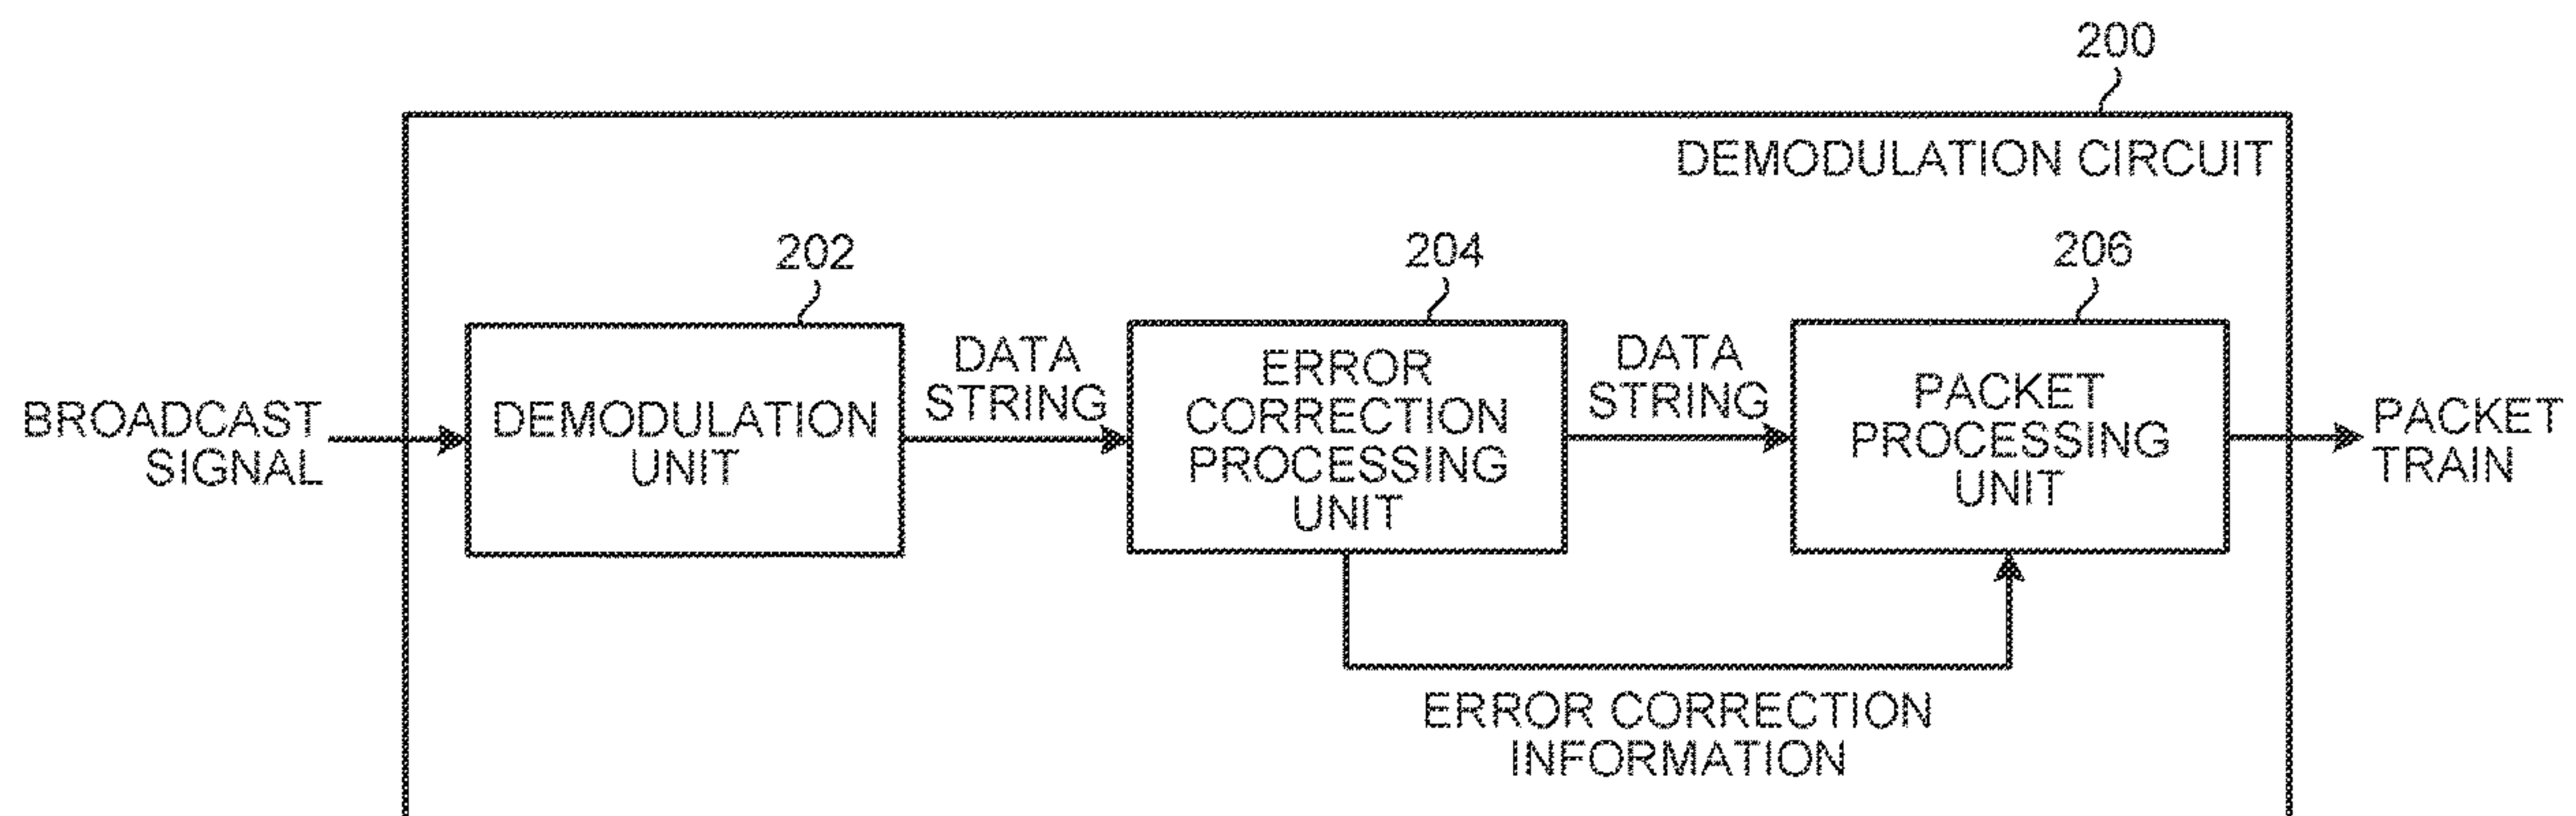 200
DEMODULATION CIRCUIT
202
204
206
BROADCAST
SIGNAL
DEMODULATION
UNIT
DATA
STRING
ERROR
CORRECTION
PROCESSING
UNIT
DATA
STRING
PACKET
PROCESSING
UNIT
PACKET
TRAIN
ERROR CORRECTION
INFORMATION